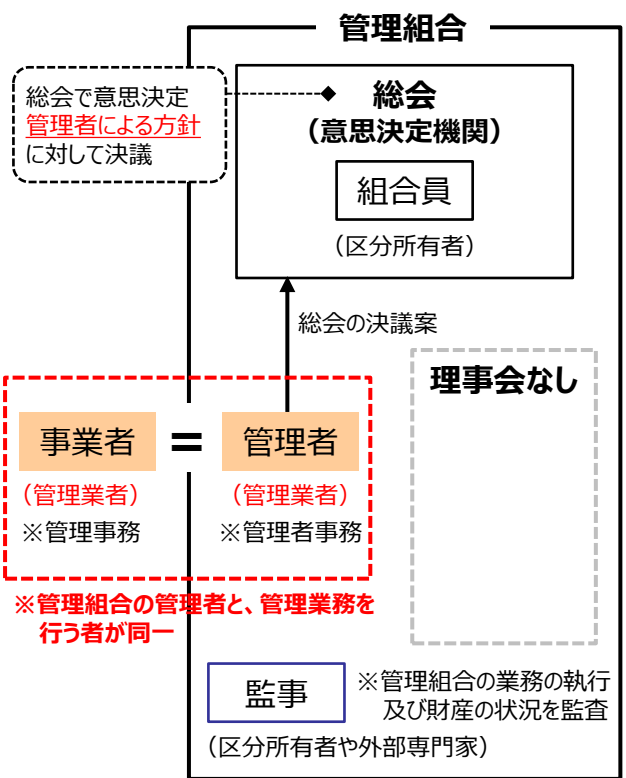 管理組合
総会で意思決定
管理者による方針
に対して決議
総会
（意思決定機関）
組合員
（区分所有者）
総会の決議案
理事会なし
事業者
=
管理者
（管理業者）
（管理業者）
※管理事務
※管理者事務
※管理組合の管理者と、管理業務を
行う者が同一
監事
※管理組合の業務の執行
及び財産の状況を監査
（区分所有者や外部専門家）